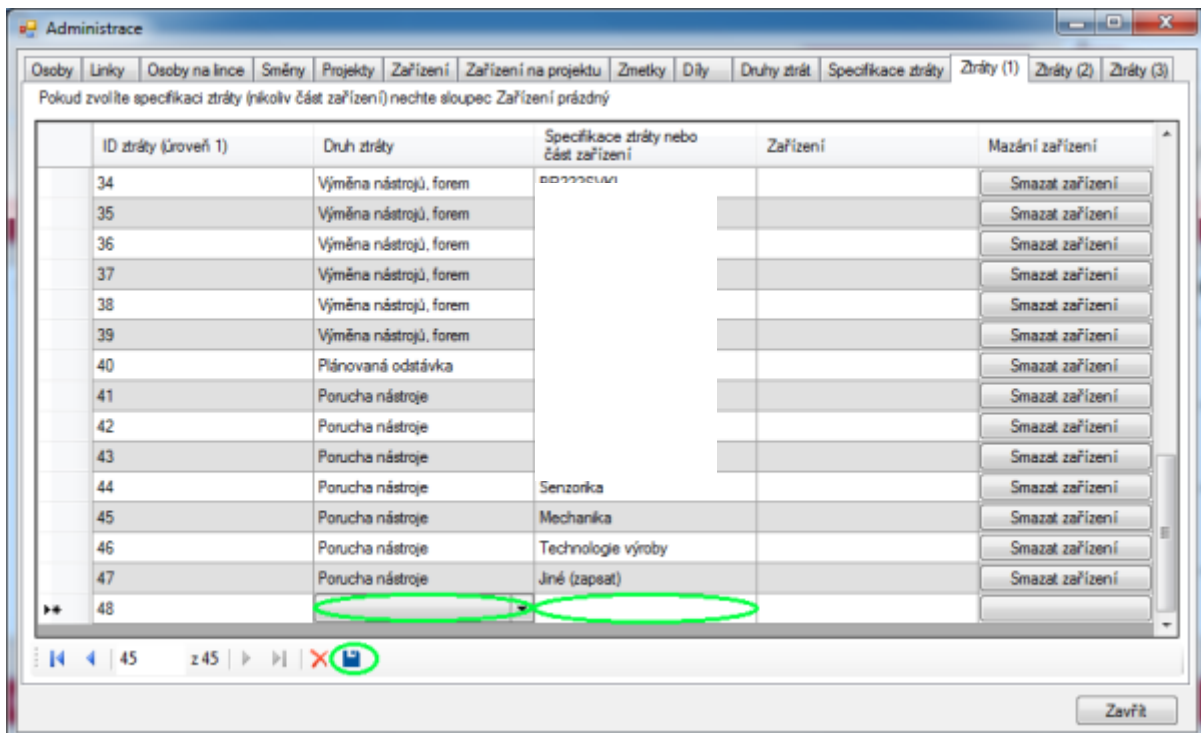 Administrace
Osoby Linky Osoby na lince Směny Projekty Zařízení Zařízení na projektu Zmetky Díly Druhy ztrát Specifikace ztráty Ztráty (1) Ztráty (2) Ztráty (3)
Pokud zvolíte specifikaci ztráty (nikoliv část zařízení) nechte sloupec Zařízení prázdný
ID ztráty (úroveň 1) Druh ztráty Specifikace ztráty nebo část zařízení Zařízení Mazání zařízení
34 Výměna nástrojů, forem Smazat zařízení
35 Výměna nástrojů, forem Smazat zařízení
36 Výměna nástrojů, forem Smazat zařízení
37 Výměna nástrojů, forem Smazat zařízení
38 Výměna nástrojů, forem Smazat zařízení
39 Výměna nástrojů, forem Smazat zařízení
40 Plánovaná odstávka Smazat zařízení
41 Porucha nástroje Smazat zařízení
42 Porucha nástroje Smazat zařízení
43 Porucha nástroje Smazat zařízení
44 Porucha nástroje Senzorika Smazat zařízení
45 Porucha nástroje Mechanika Smazat zařízení
46 Porucha nástroje Technologie výroby Smazat zařízení
47 Porucha nástroje Jiné (zapsat) Smazat zařízení
48
45 z 45
Zavřít